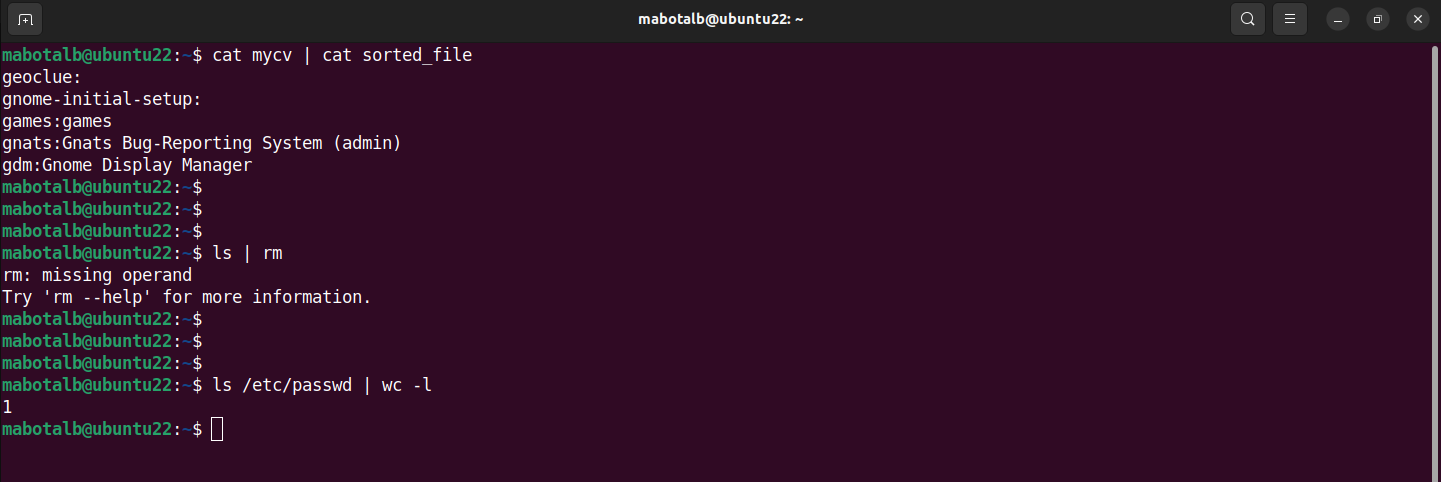 mabotalb@ubuntu22: ~
mabotalb@ubuntu22:~$ cat mycv | cat sorted_file
geoclue:
gnome-initial-setup:
games:games
gnats:Gnats Bug-Reporting System (admin)
gdm:Gnome Display Manager
mabotalb@ubuntu22:~$
mabotalb@ubuntu22:~$
mabotalb@ubuntu22:~$
mabotalb@ubuntu22:~$ ls | rm
rm: missing operand
Try 'rm --help' for more information.
mabotalb@ubuntu22:~$
mabotalb@ubuntu22:~$
mabotalb@ubuntu22:~$
mabotalb@ubuntu22:~$ ls /etc/passwd | wc -l
1
mabotalb@ubuntu22:~$